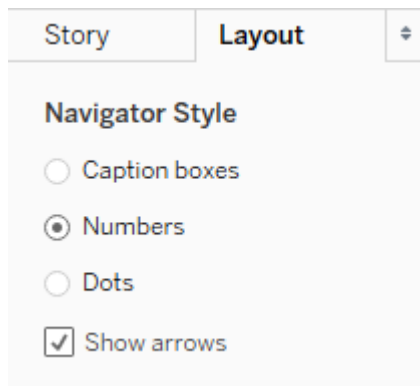 Story Layout
Navigator Style
Caption boxes
Numbers
Dots
Show arrows